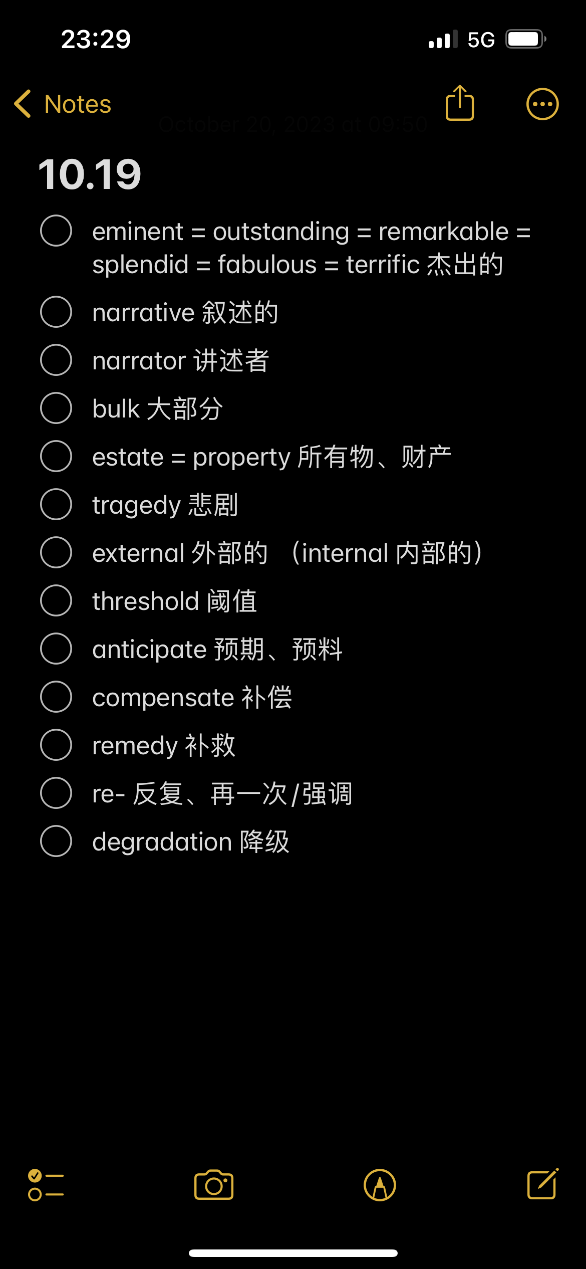 23:29
5G
Notes
October 20, 2023 at 09:50
10.19
eminent = outstanding = remarkable =
splendid = fabulous = terrific 杰出的
narrative 叙述的
narrator 讲述者
bulk 大部分
estate = property 所有物、财产
tragedy 悲剧
external 外部的 （internal 内部的）
threshold 阈值
anticipate 预期、预料
compensate 补偿
remedy 补救
re- 反复、再一次/强调
degradation 降级